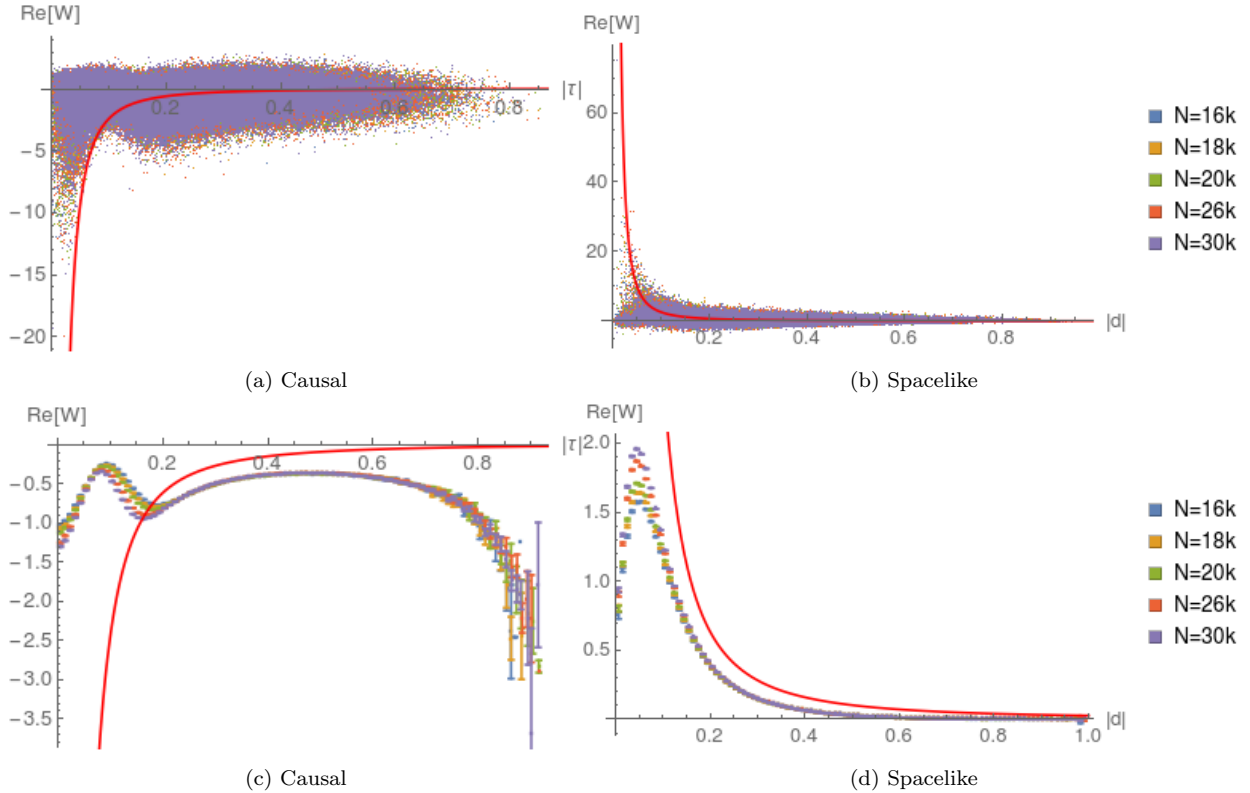 Re[W]
|τ|
0.2
0.4
0.6
0.8
−5
−10
−15
−20
(a) Causal
Re[W]
60
40
20
0.2
0.4
0.6
0.8
|d|
(b) Spacelike
N=16k
N=18k
N=20k
N=26k
N=30k
Re[W]
|τ|
0.2
0.4
0.6
0.8
−0.5
−1.0
−1.5
−2.0
−2.5
−3.0
−3.5
(c) Causal
Re[W]
2.0
1.5
1.0
0.5
0.2
0.4
0.6
0.8
1.0
|d|
(d) Spacelike
N=16k
N=18k
N=20k
N=26k
N=30k